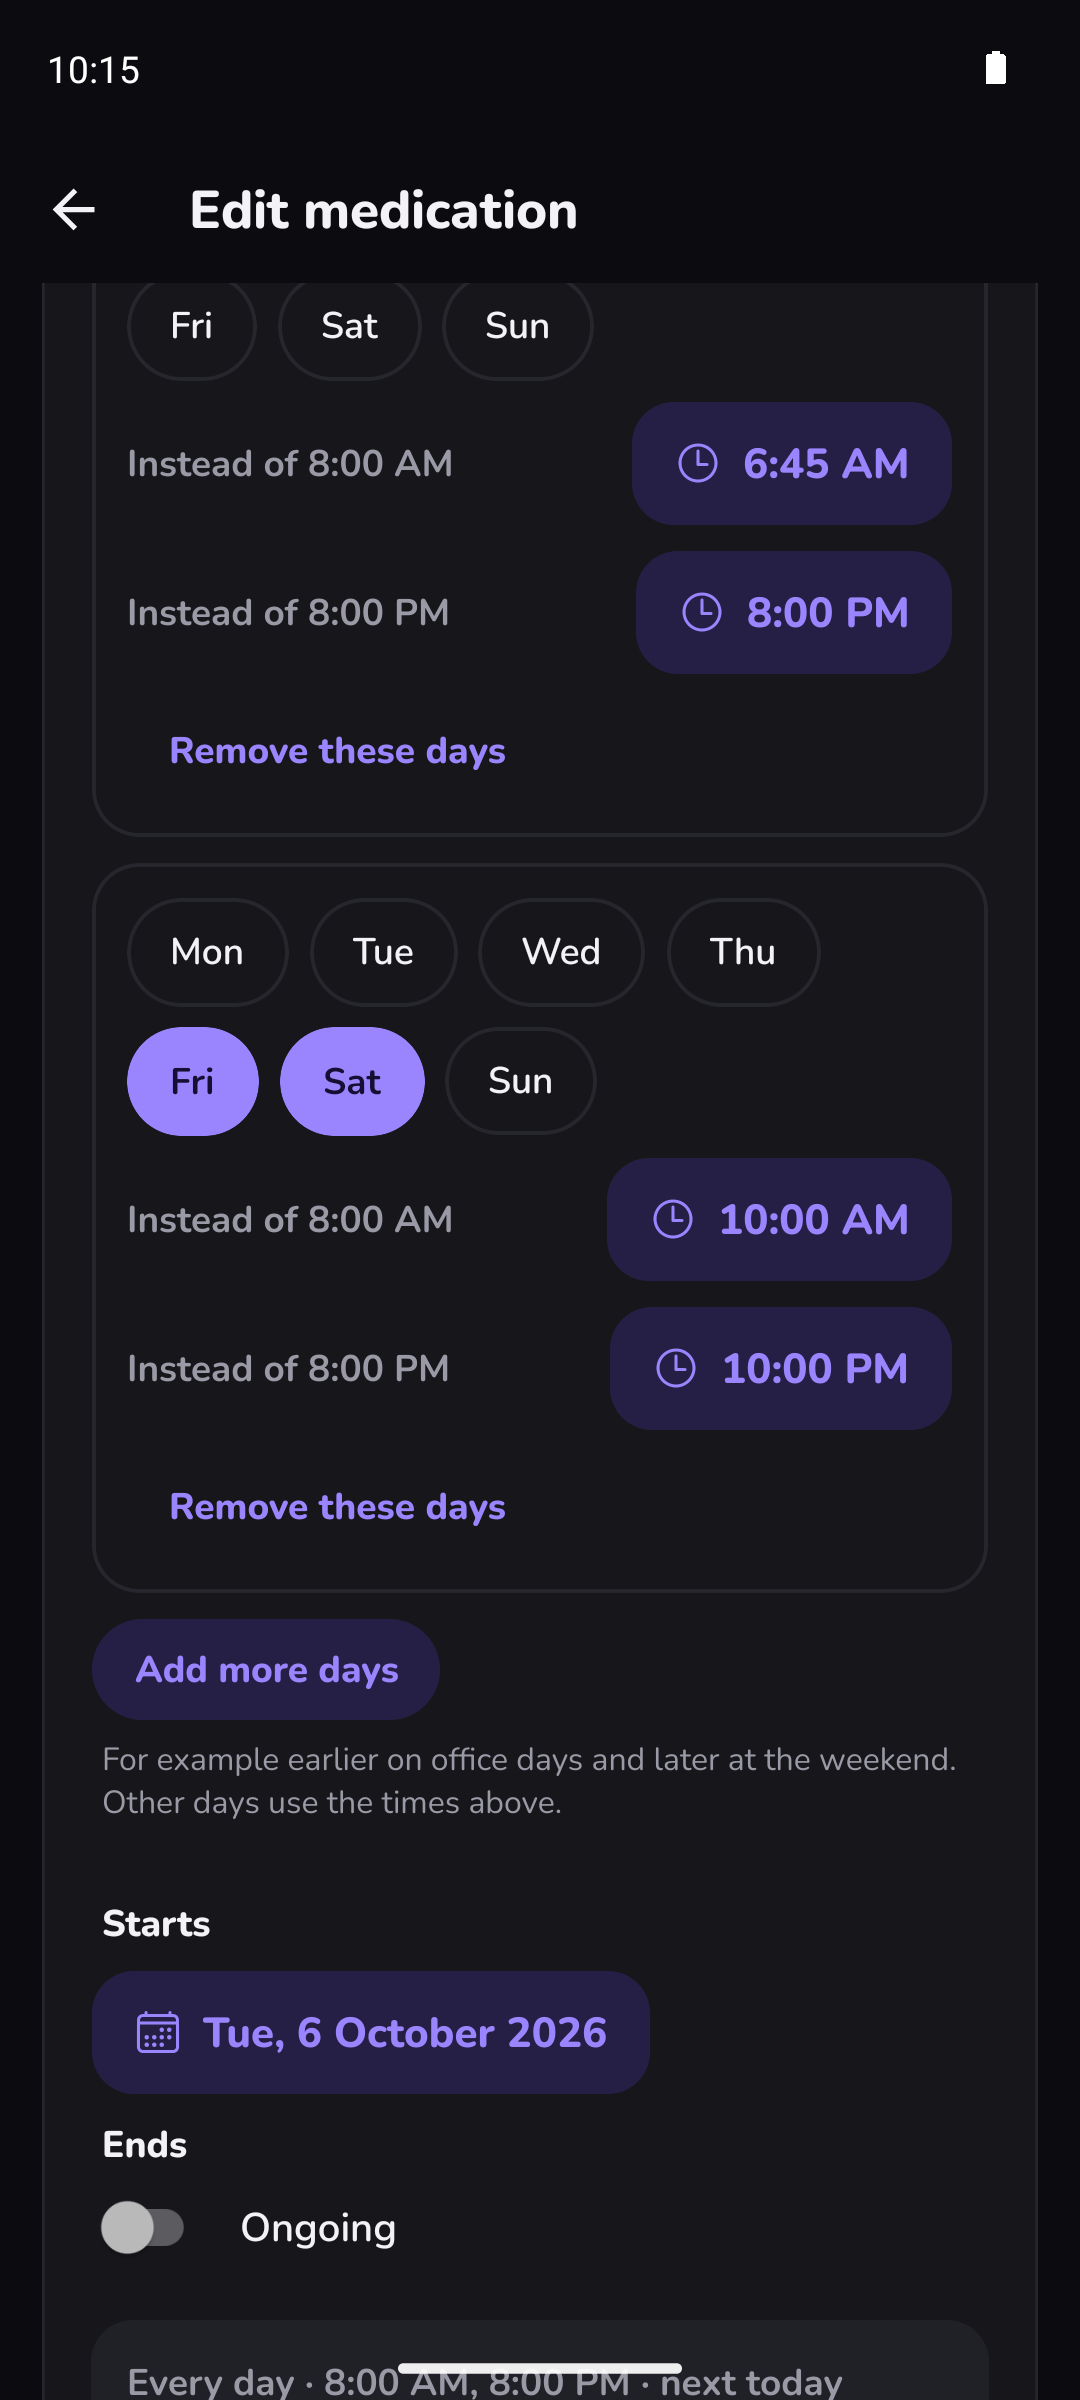 10:15
Edit medication
Fri Sat Sun
Instead of 8:00 AM 6:45 AM
Instead of 8:00 PM 8:00 PM
Remove these days
Mon Tue Wed Thu
Fri Sat Sun
Instead of 8:00 AM 10:00 AM
Instead of 8:00 PM 10:00 PM
Remove these days
Add more days
For example earlier on office days and later at the weekend.
Other days use the times above.
Starts
Tue, 6 October 2026
Ends
Ongoing
Every day · 8:00 AM, 8:00 PM · next today